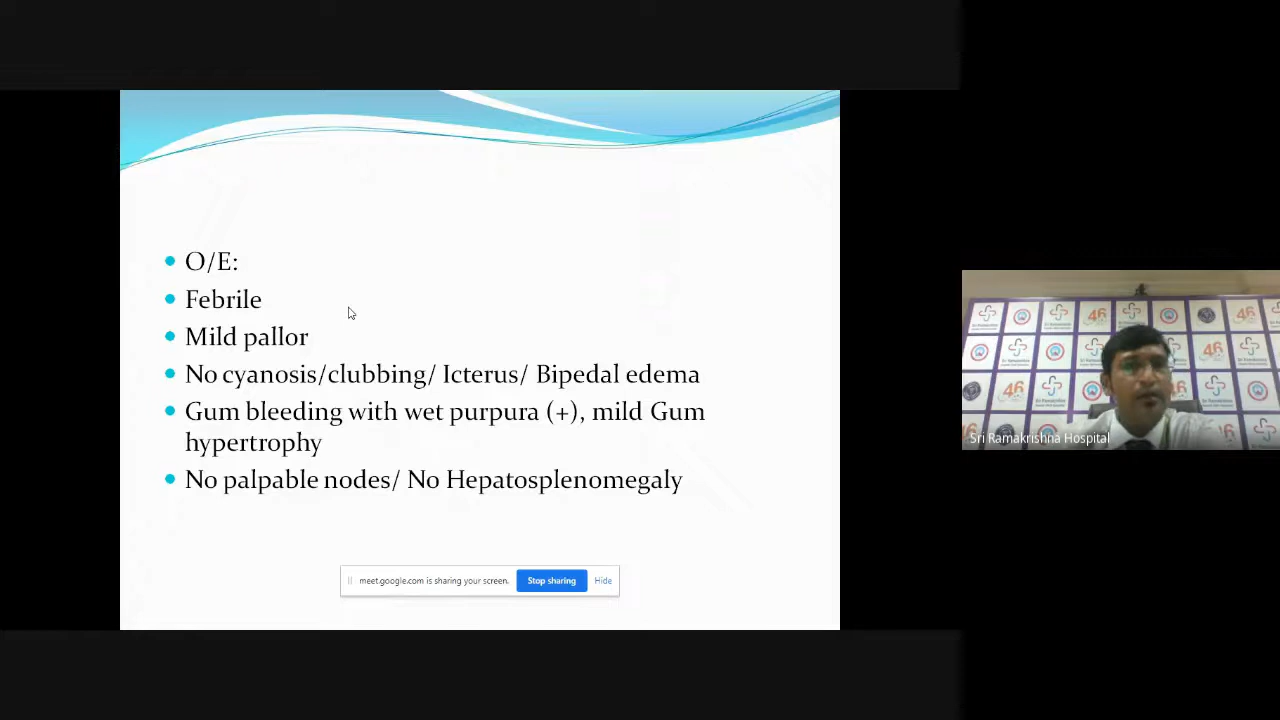 O/E:
Febrile
Mild pallor
No cyanosis/clubbing/ Icterus/ Bipedal edema
Gum bleeding with wet purpura (+), mild Gum
hypertrophy
No palpable nodes/ No Hepatosplenomegaly
meet.google.com is sharing your screen. Stop sharing Hide
Sri Ramakrishna Hospital